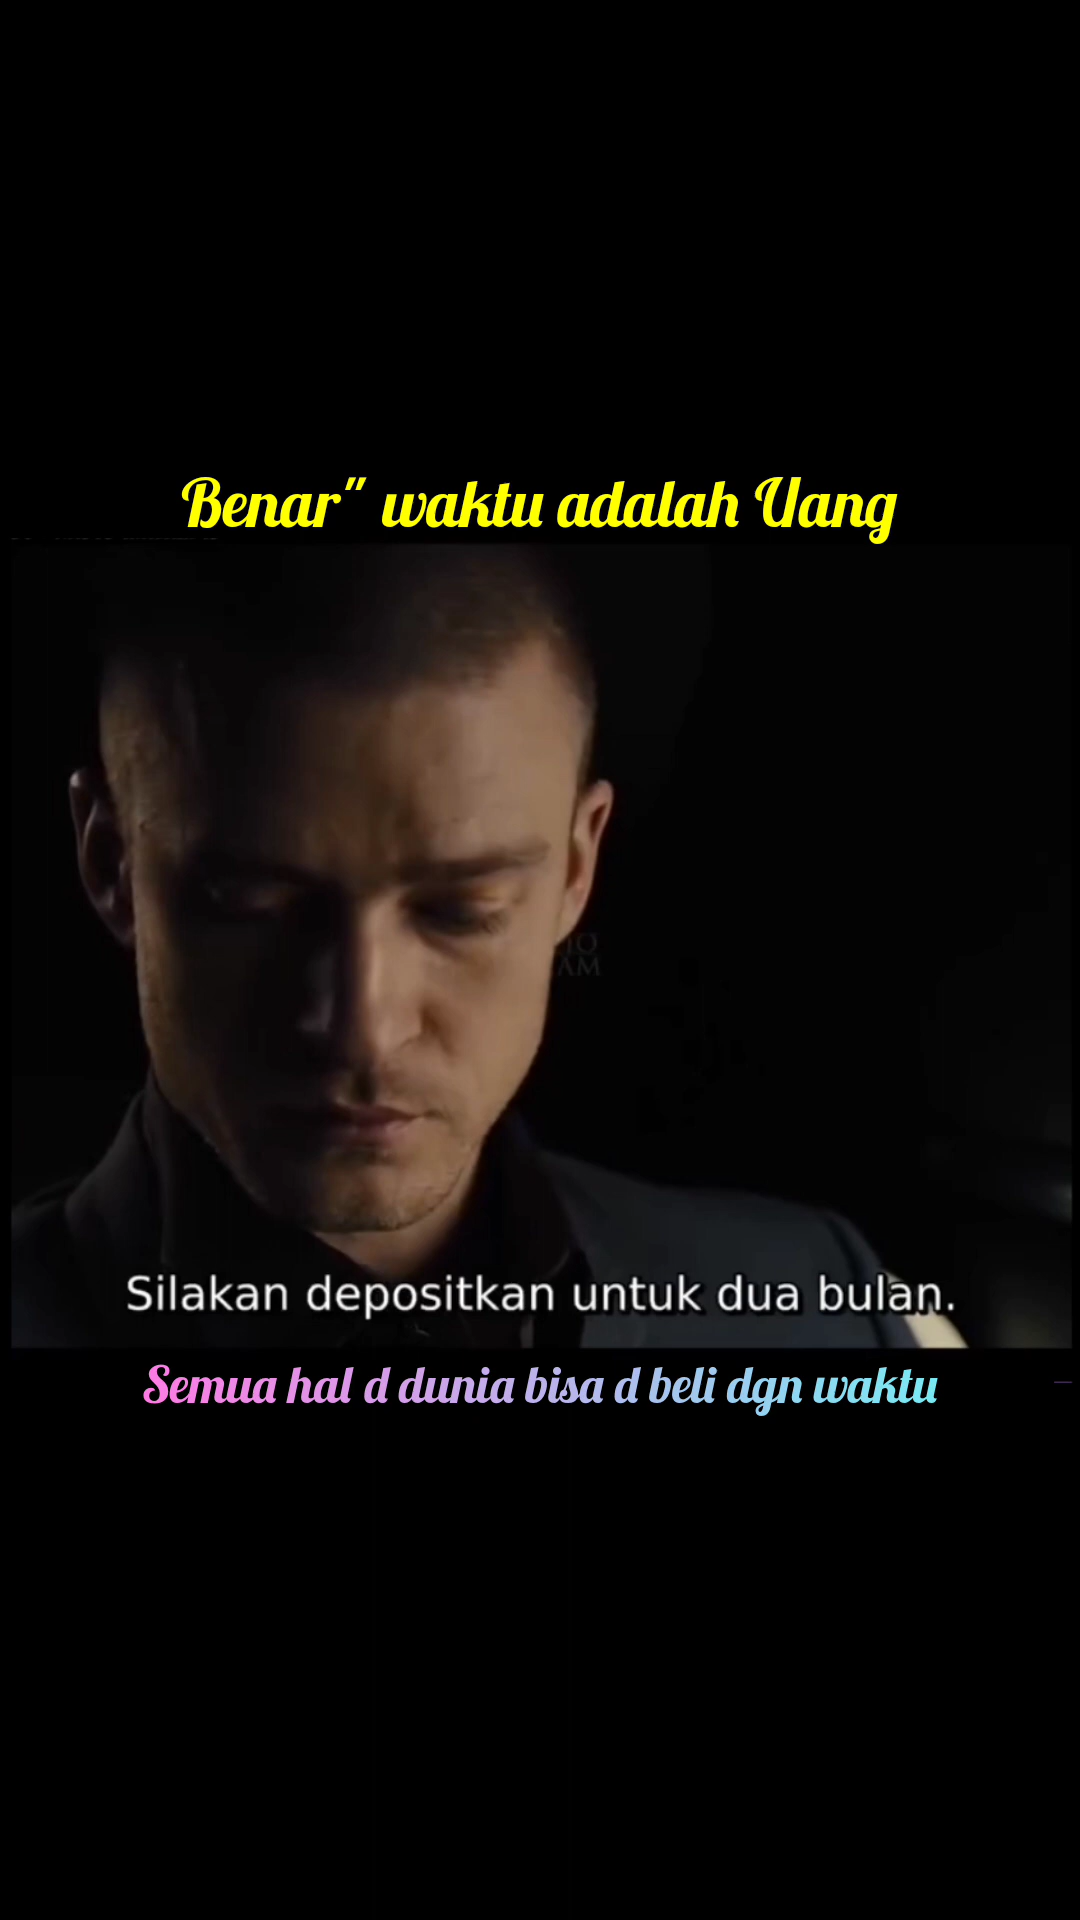 Benar" waktu adalah Uang
Silakan depositkan untuk dua bulan.
Semua hal d dunia bisa d beli dgn waktu